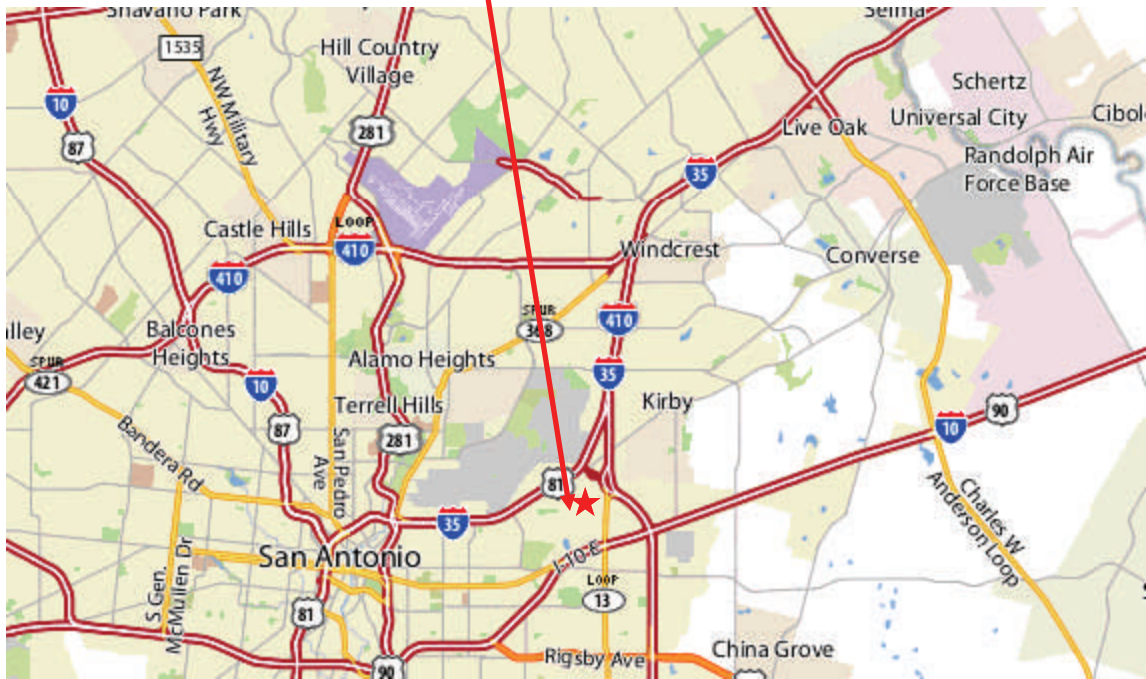 Shavano Park
Selma
1535
Hill Country
Village
NW Military
Hwy
10
87
281
Schertz
Universal City
Cibol
Live Oak
Randolph Air
Force Base
35
Castle Hills
LOOP
410
410
Windcrest
Converse
alley
Balcones
Heights
SPUR
421
SPUR
368
410
Alamo Heights
35
10
Kirby
Terrell Hills
90
10
87
281
Bandera Rd
San Pedro
Ave
81
35
Charles W
Anderson Loop
San Antonio
I-10 E
LOOP
13
S Gen.
McMullen Dr
81
90
Rigsby Ave
China Grove